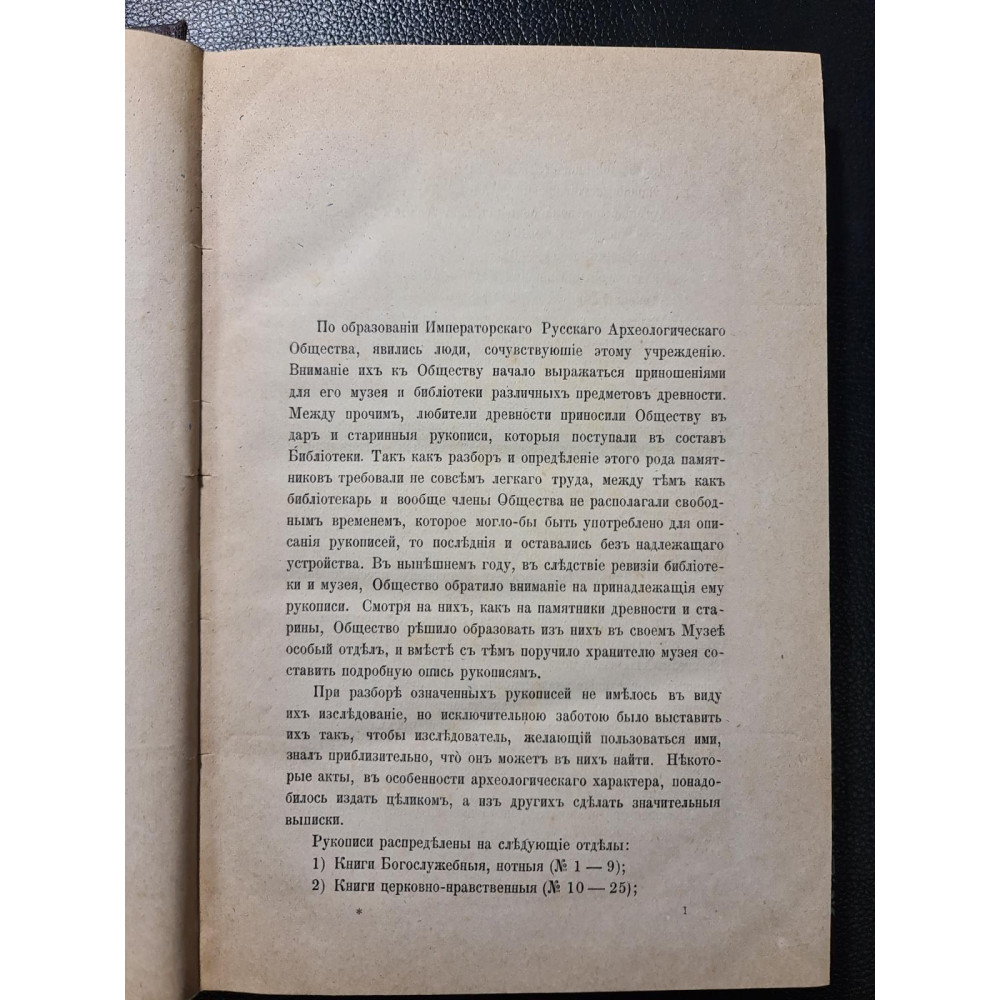 По образованіи Императорскаго Русскаго Археологическаго
Общества, явились люди, сочувствующіе этому учрежденію.
Вниманіе ихъ къ Обществу начало выражаться приношеніями
для его музея и библіотеки различныхъ предметовъ древности.
Между прочимъ, любители древности приносили Обществу въ
даръ и старинныя рукописи, которыя поступали въ составъ
Библіотеки. Такъ какъ разборъ и опредѣленіе этого рода памят-
никовъ требовали не совсѣмъ легкаго труда, между тѣмъ какъ
библіотекарь и вообще члены Общества не располагали свобод-
нымъ временемъ, которое могло-бы быть употреблено для опи-
санія рукописей, то послѣднія и оставались безъ надлежащаго
устройства. Въ нынѣшнемъ году, въ слѣдствіе ревизіи библіоте-
ки и музея, Общество обратило вниманіе на принадлежащія ему
рукописи. Смотря на нихъ, какъ на памятники древности и ста-
рины, Общество рѣшило образовать изъ нихъ въ своемъ Музеѣ
особый отдѣлъ, и вмѣстѣ съ тѣмъ поручило хранителю музея со-
ставить подробную опись рукописямъ.
При разборѣ означенныхъ рукописей не имѣлось въ виду
ихъ изслѣдованіе, но исключительною заботою было выставить
ихъ такъ, чтобы изслѣдователь, желающій пользоваться ими,
зналъ приблизительно, что̀ онъ можетъ въ нихъ найти. Нѣкото-
рые акты, въ особенности археологическаго характера, понадо-
билось издать цѣликомъ, а изъ другихъ сдѣлать значительныя
выписки.
Рукописи распредѣлены на слѣдующіе отдѣлы:
1) Книги Богослужебныя, нотныя (№ 1 — 9);
2) Книги церковно-нравственныя (№ 10 — 25);
* 1